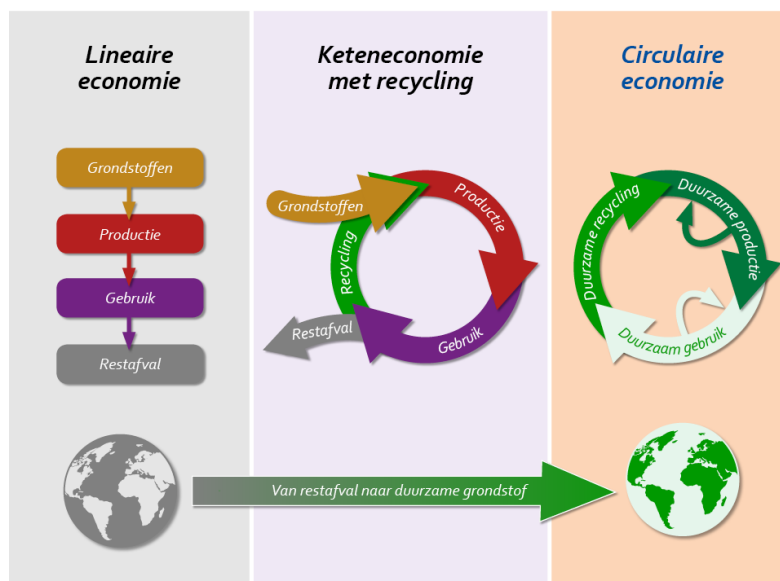 Lineaire
economie
Grondstoffen
Productie
Gebruik
Restafval
Keteneconomie
met recycling
Grondstoffen
Productie
Recycling
Restafval
Gebruik
Circulaire
economie
Duurzame recycling
Duurzame productie
Duurzaam gebruik
Van restafval naar duurzame grondstof